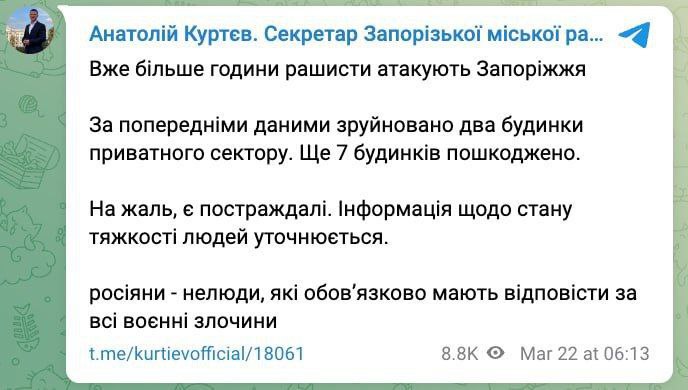 Анатолій Куртєв. Секретар Запорізької міської ра...
Вже більше години рашисти атакують Запоріжжя
За попередніми даними зруйновано два будинки
приватного сектору. Ще 7 будинків пошкоджено.
На жаль, є постраждалі. Інформація щодо стану
тяжкості людей уточнюється.
росіяни - нелюди, які обов’язково мають відповісти за
всі воєнні злочини
t.me/kurtievofficial/18061 8.8K Mar 22 at 06:13